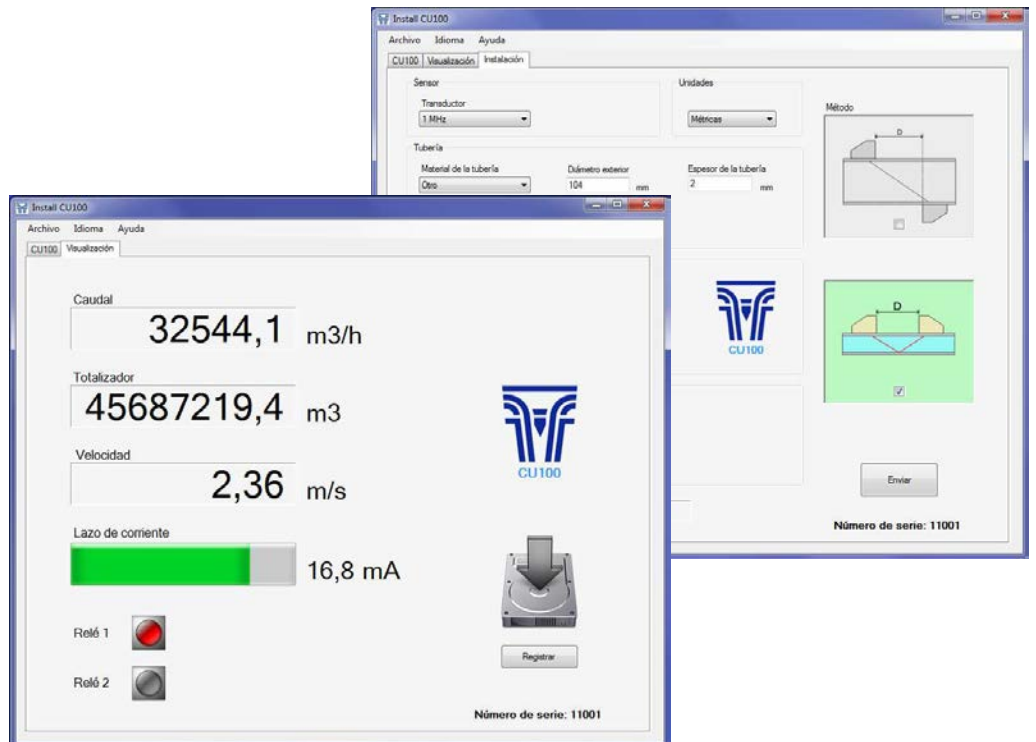 Install CU100
Archivo Idioma Ayuda
CU100 Visualización Instalación
Sensor
Transductor
1 MHz
Unidades
Métricas
Método
D
Tubería
Material de la tubería
Otro
Diámetro exterior
104 mm
Espesor de la tubería
2 mm
CU100
D
Enviar
Número de serie: 11001
Install CU100
Archivo Idioma Ayuda
CU100 Visualización
Caudal
32544,1 m3/h
Totalizador
45687219,4 m3
Velocidad
2,36 m/s
Lazo de corriente
16,8 mA
Relé 1
Relé 2
CU100
Registrar
Número de serie: 11001